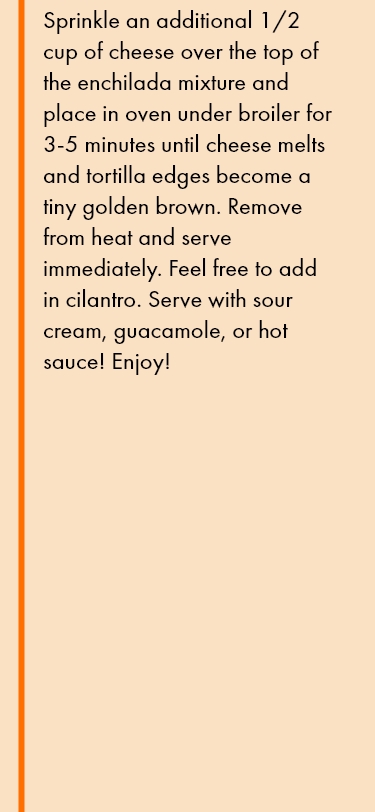 Sprinkle an additional 1/2
cup of cheese over the top of
the enchilada mixture and
place in oven under broiler for
3-5 minutes until cheese melts
and tortilla edges become a
tiny golden brown. Remove
from heat and serve
immediately. Feel free to add
in cilantro. Serve with sour
cream, guacamole, or hot
sauce! Enjoy!